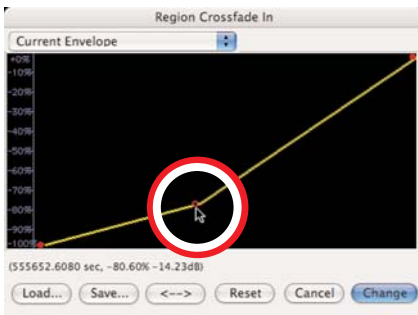 Region Crossfade In
Current Envelope
+0%
-10%
-20%
-30%
-40%
-50%
-60%
-70%
-80%
-90%
-100%
(555652.6080 sec, -80.60% -14.23dB)
Load... Save... <--> Reset Cancel Change